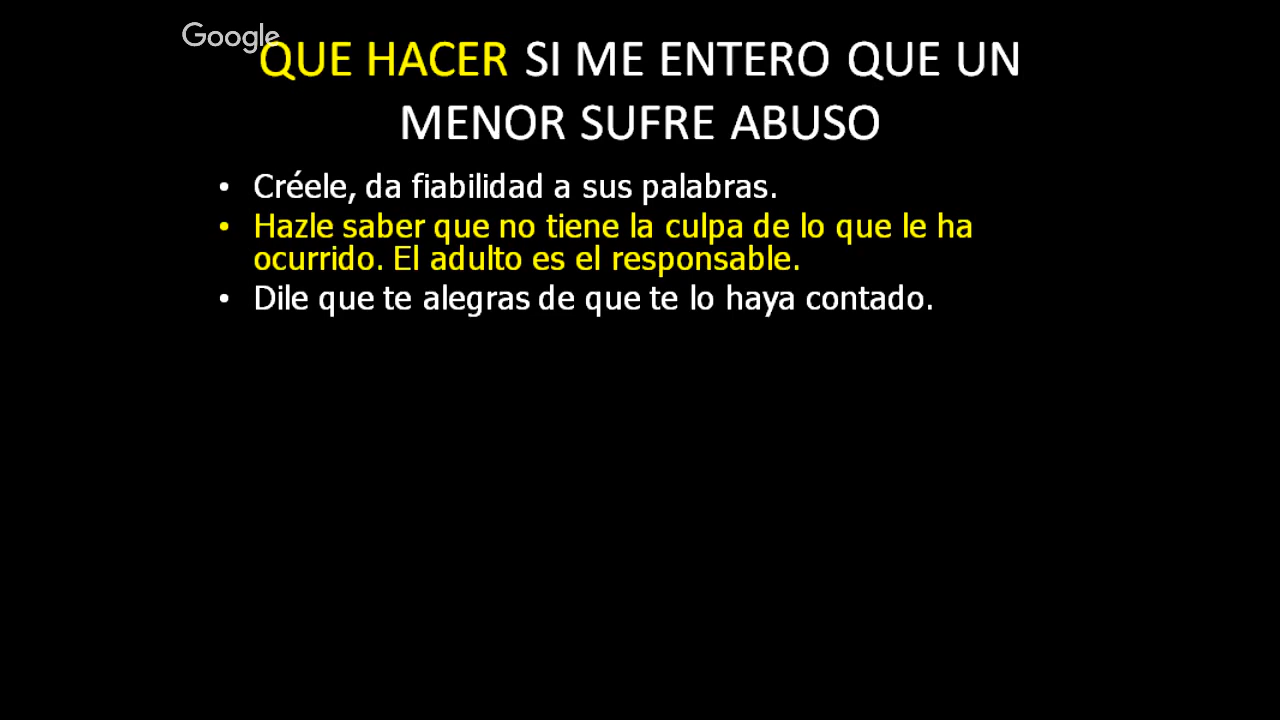 Google
QUE HACER SI ME ENTERO QUE UN
MENOR SUFRE ABUSO
• Créele, da fiabilidad a sus palabras.
• Hazle saber que no tiene la culpa de lo que le ha
ocurrido. El adulto es el responsable.
• Dile que te alegras de que te lo haya contado.